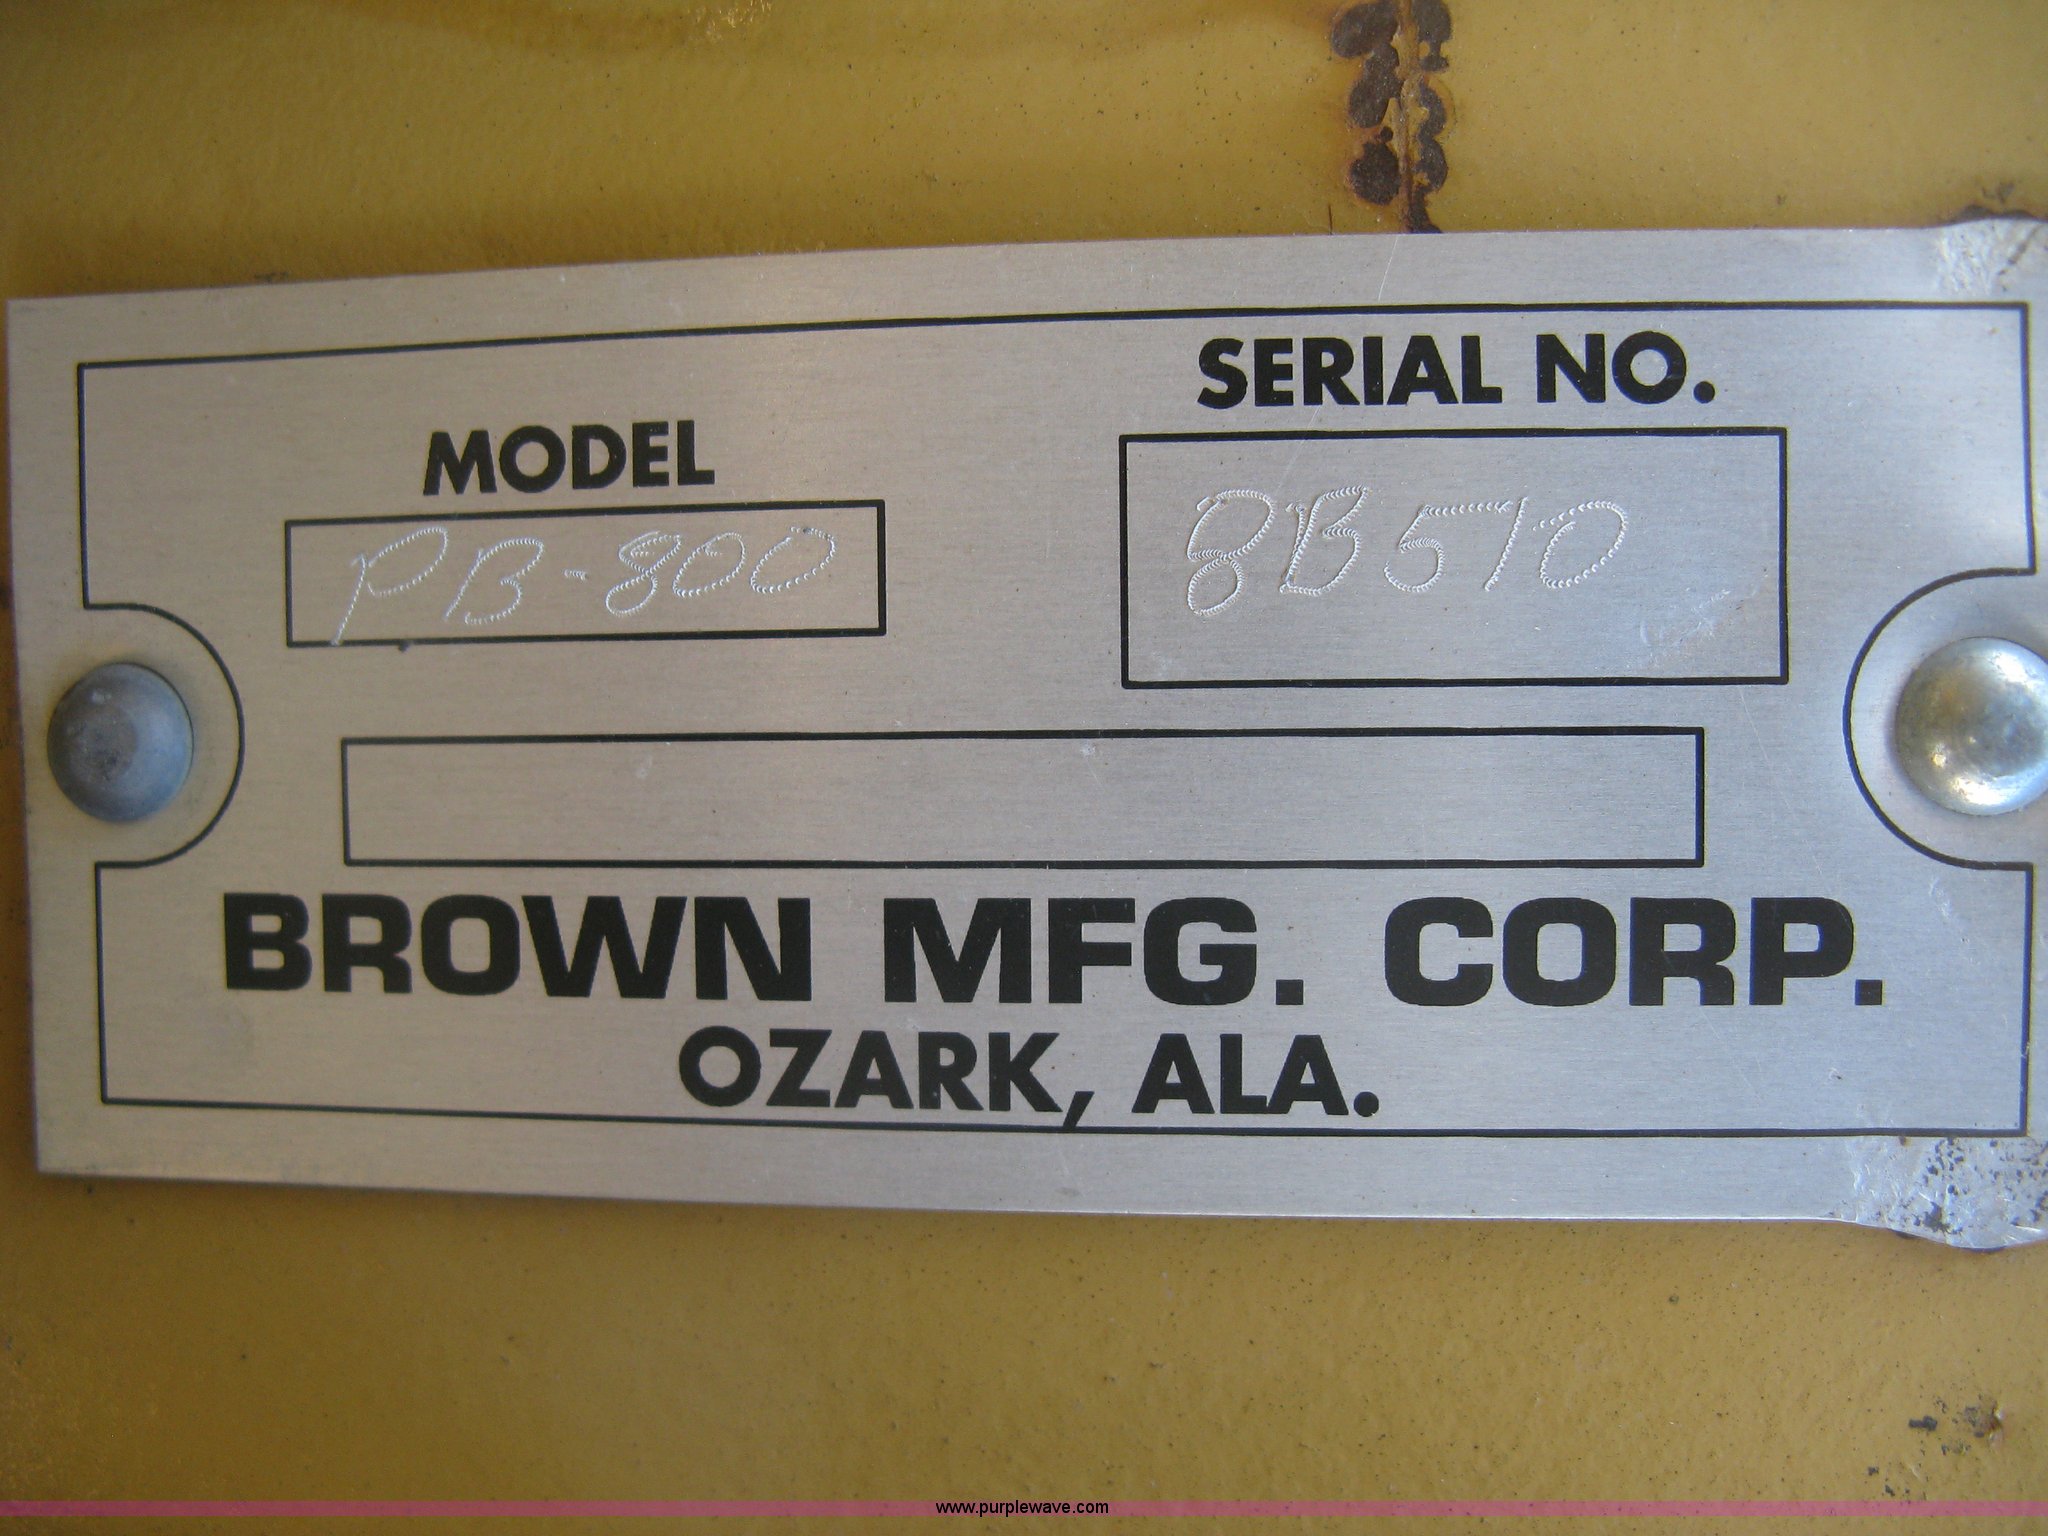 MODEL
PB-800
SERIAL NO.
8B510
BROWN MFG. CORP.
OZARK, ALA.
www.purplewave.com